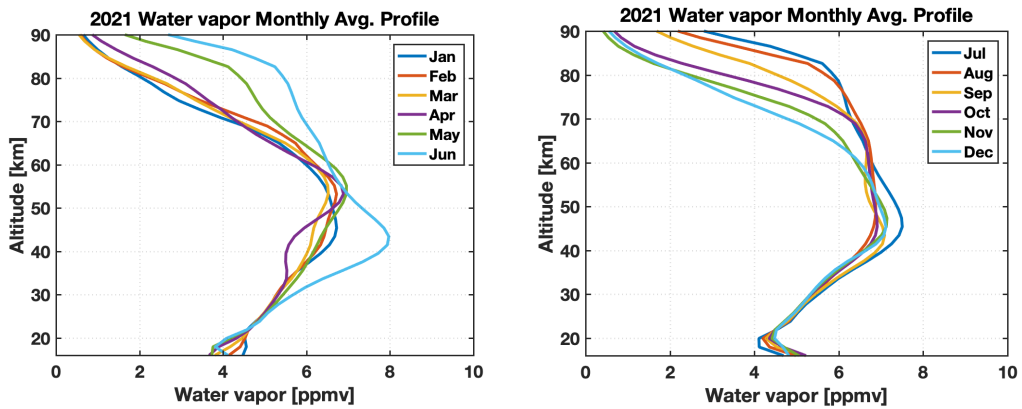 2021 Water vapor Monthly Avg. Profile
90
80
70
60
50
40
30
20
Altitude [km]
0 2 4 6 8 10
Water vapor [ppmv]
Jan
Feb
Mar
Apr
May
Jun
2021 Water vapor Monthly Avg. Profile
90
80
70
60
50
40
30
20
Altitude [km]
0 2 4 6 8 10
Water vapor [ppmv]
Jul
Aug
Sep
Oct
Nov
Dec